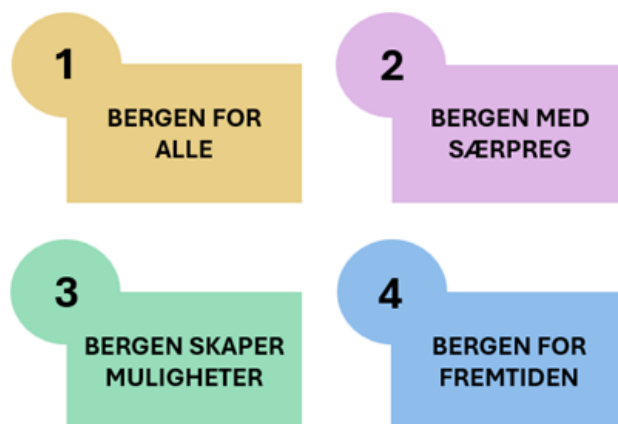 1
BERGEN FOR
ALLE
2
BERGEN MED
SÆRPREG
3
BERGEN SKAPER
MULIGHETER
4
BERGEN FOR
FREMTIDEN